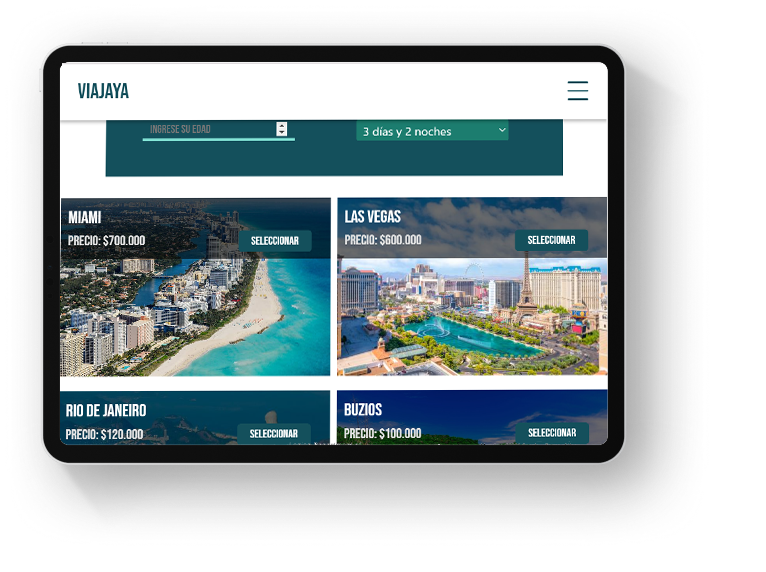 VIAJAYA
INGRESE SU EDAD
3 días y 2 noches
MIAMI
PRECIO: $700.000
SELECCIONAR
LAS VEGAS
PRECIO: $600.000
SELECCIONAR
RIO DE JANEIRO
PRECIO: $120.000
SELECCIONAR
BUZIOS
PRECIO: $100.000
SELECCIONAR